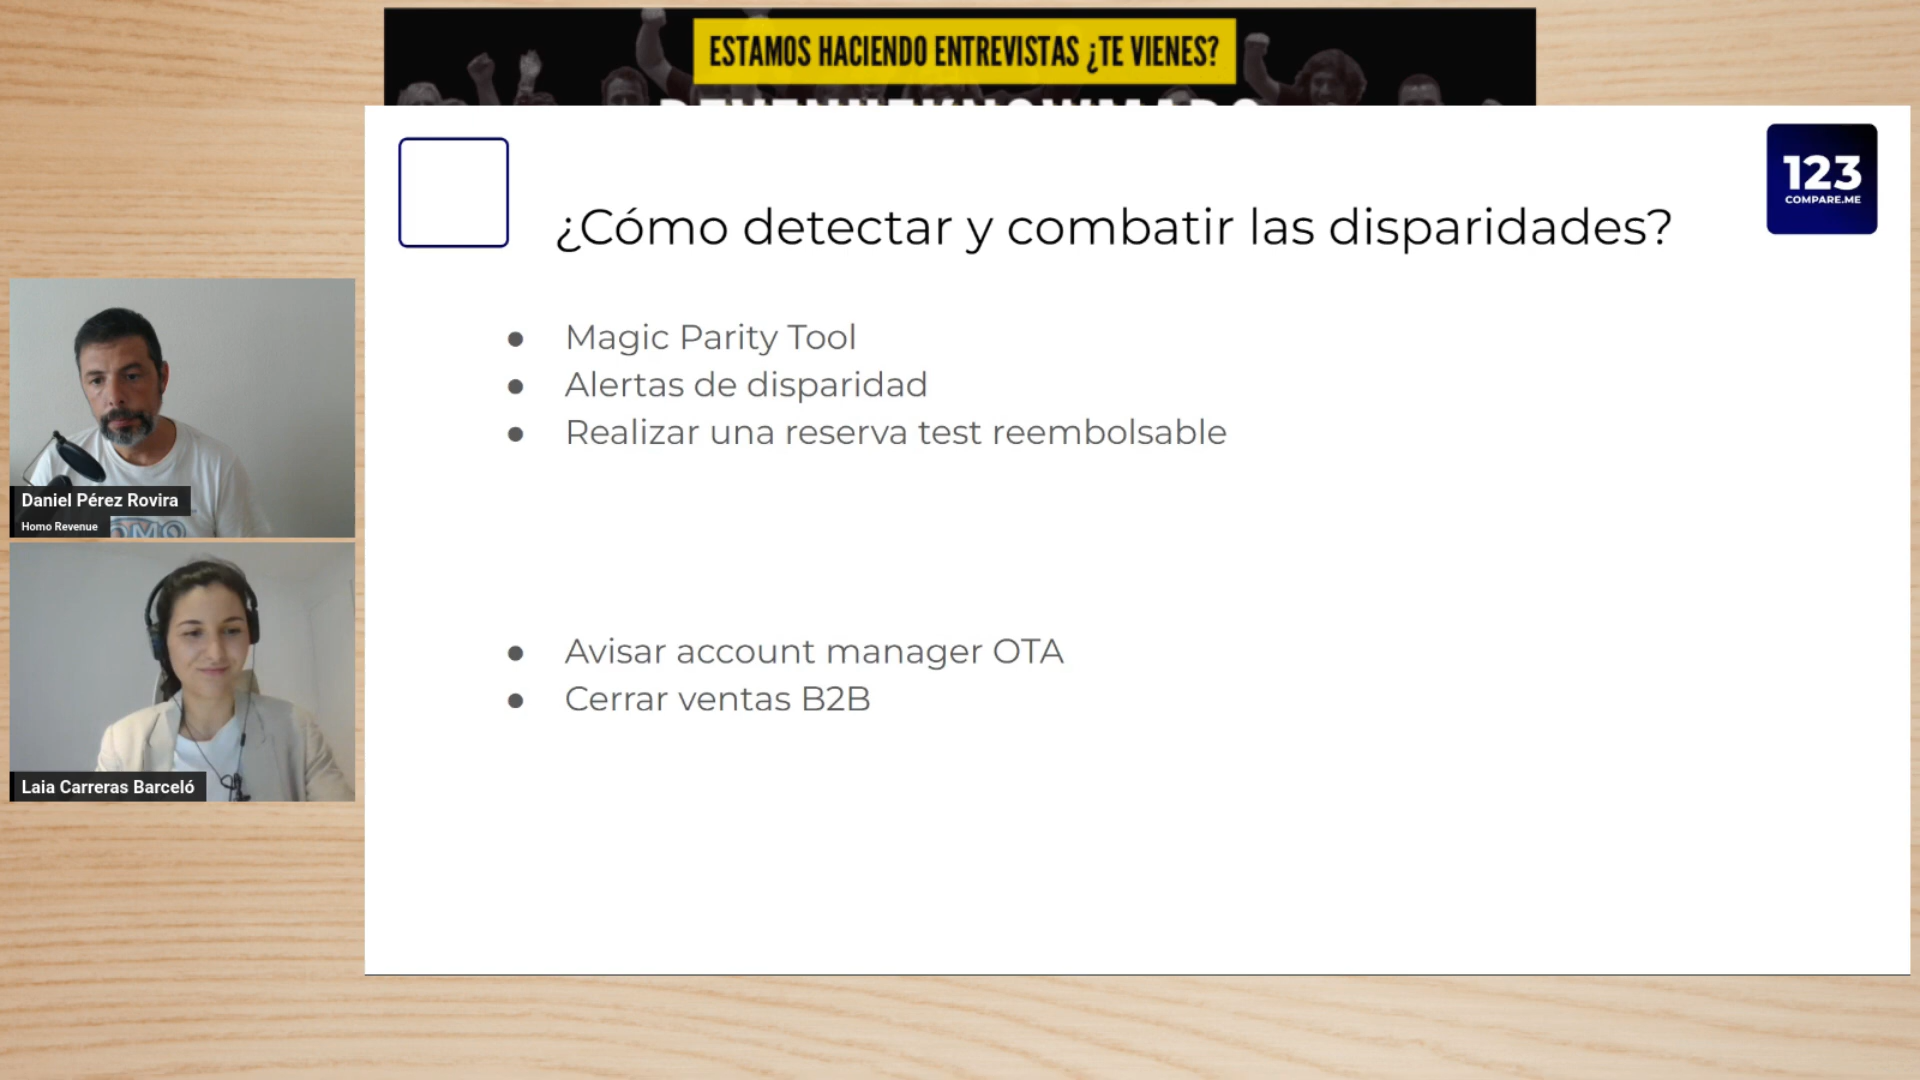 ESTAMOS HACIENDO ENTREVISTAS ¿TE VIENES?
123
COMPARE.ME
¿Cómo detectar y combatir las disparidades?
● Magic Parity Tool
● Alertas de disparidad
● Realizar una reserva test reembolsable
● Avisar account manager OTA
● Cerrar ventas B2B
Daniel Pérez Rovira
Homo Revenue
Laia Carreras Barceló